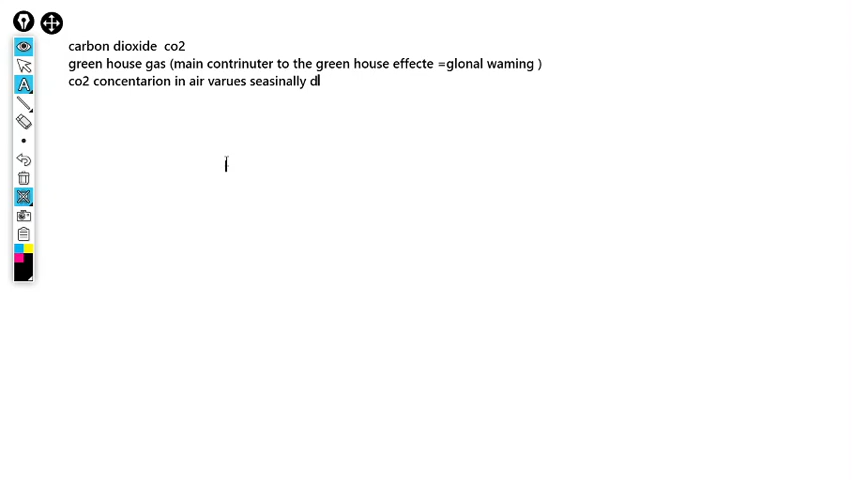 carbon dioxide  co2
green house gas (main contrinuter to the green house effecte =glonal waming )
co2 concentarion in air varues seasinally d